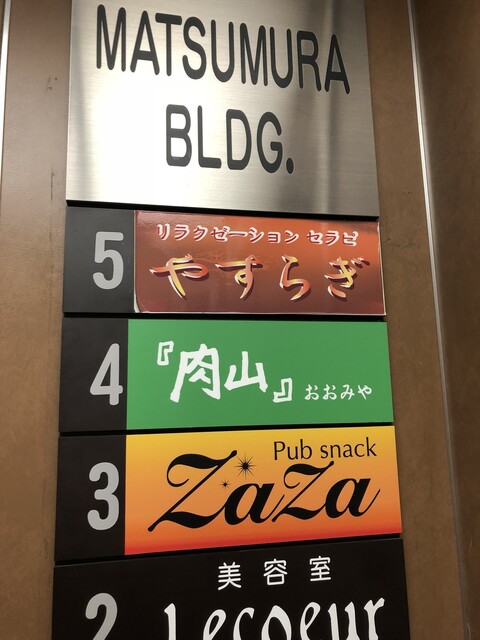 MATSUMURA
BLDG.
5
リラクゼーション セラピ
やすらぎ
4
『肉山』 おおみや
3
Pub snack
ZaZa
2
美容室
Lecoeur